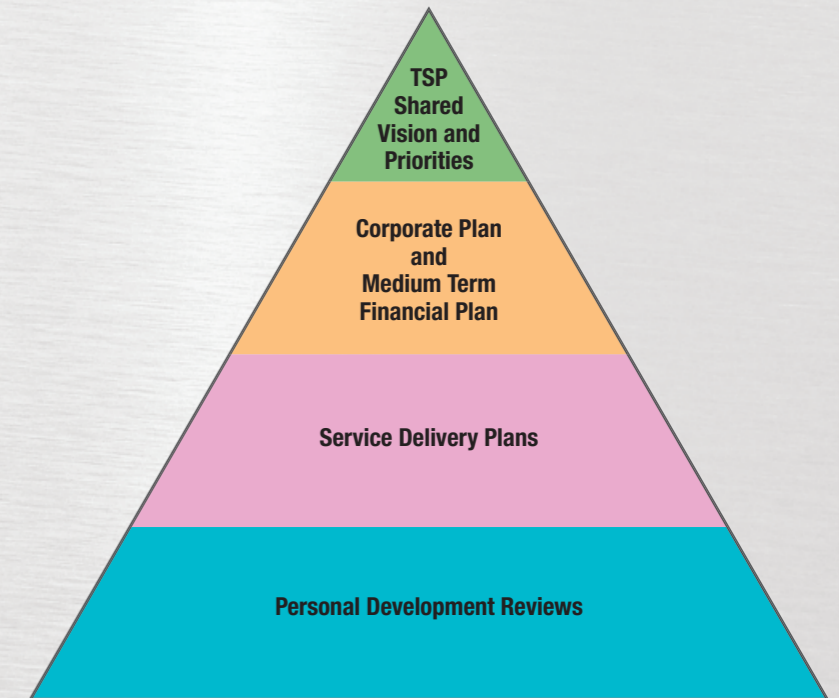 TSP
Shared
Vision and
Priorities
Corporate Plan
and
Medium Term
Financial Plan
Service Delivery Plans
Personal Development Reviews